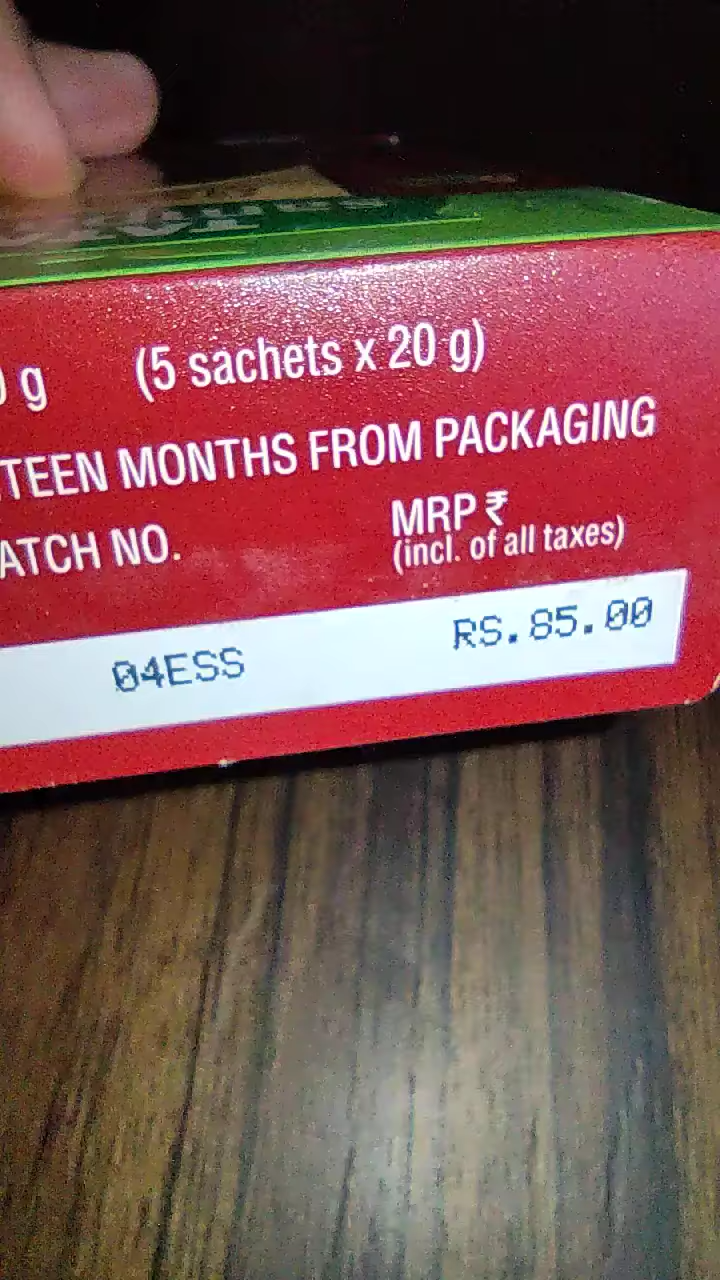 g (5 sachets x 20 g)
TEEN MONTHS FROM PACKAGING
ATCH NO. MRP ₹
(incl. of all taxes)
04ESS RS.85.00